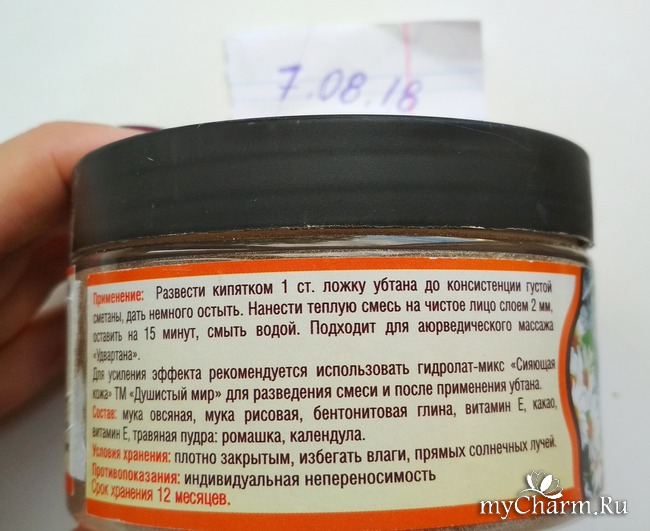 7.08.18
Применение: Развести кипятком 1 ст. ложку убтана до консистенции густой
сметаны, дать немного остыть. Нанести теплую смесь на чистое лицо слоем 2 мм,
оставить на 15 минут, смыть водой. Подходит для аюрведического массажа
«Удвартана».
Для усиления эффекта рекомендуется использовать гидролат-микс «Сияющая
кожа» ТМ «Душистый мир» для разведения смеси и после применения убтана.
Состав: мука овсяная, мука рисовая, бентонитовая глина, витамин Е, какао,
витамин Е, травяная пудра: ромашка, календула.
Условия хранения: плотно закрытым, избегать влаги, прямых солнечных лучей.
Противопоказания: индивидуальная непереносимость
Срок хранения 12 месяцев.
myCharm.Ru